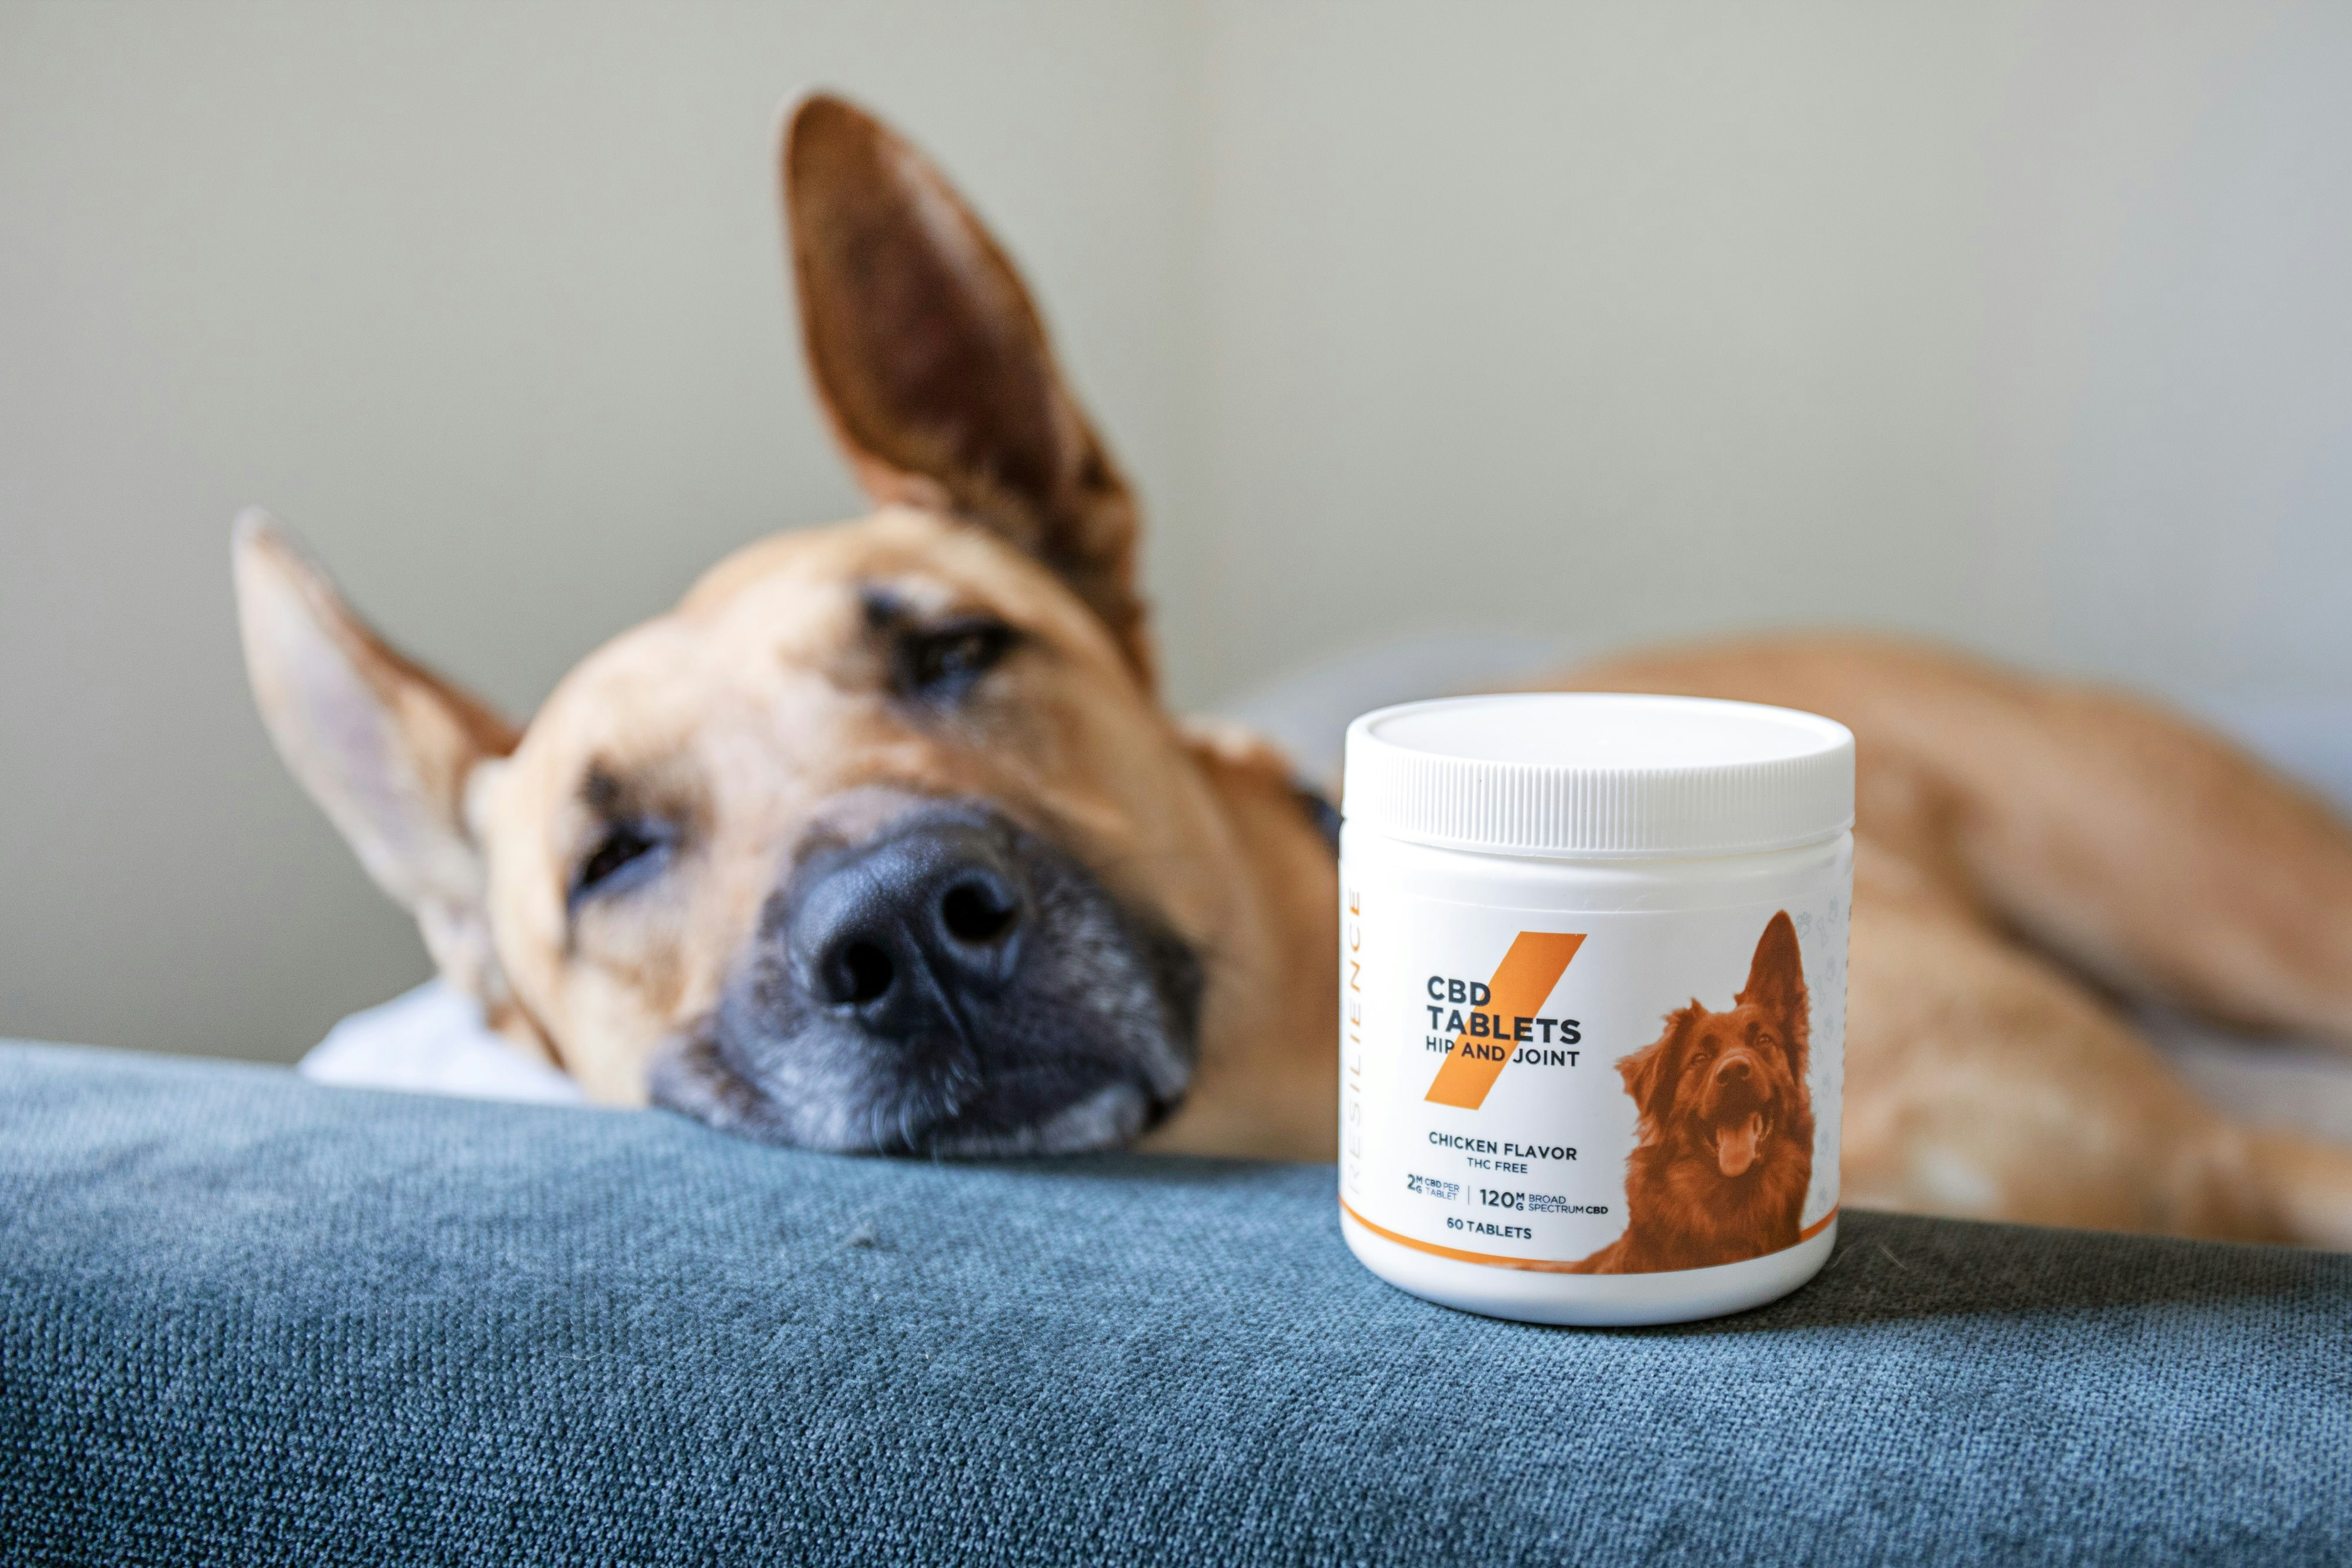 RESILIENCE
CBD
TABLETS
HIP AND JOINT
CHICKEN FLAVOR
THC FREE
2MG CBD PER TABLET | 120MG BROAD SPECTRUM CBD
60 TABLETS